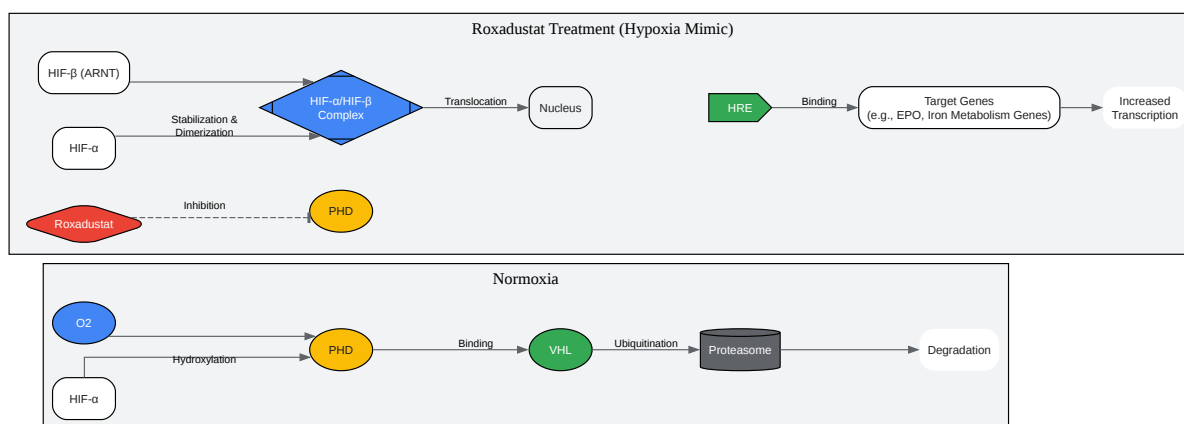 Roxadustat Treatment (Hypoxia Mimic)
HIF-β (ARNT)
HIF-α/HIF-β
Complex
Translocation
Nucleus
HRE
Binding
Target Genes
(e.g., EPO, Iron Metabolism Genes)
Increased
Transcription
Stabilization &
Dimerization
HIF-α
Inhibition
PHD
Roxadustat
Normoxia
O2
Hydroxylation
PHD
Binding
VHL
Ubiquitination
Proteasome
Degradation
HIF-α